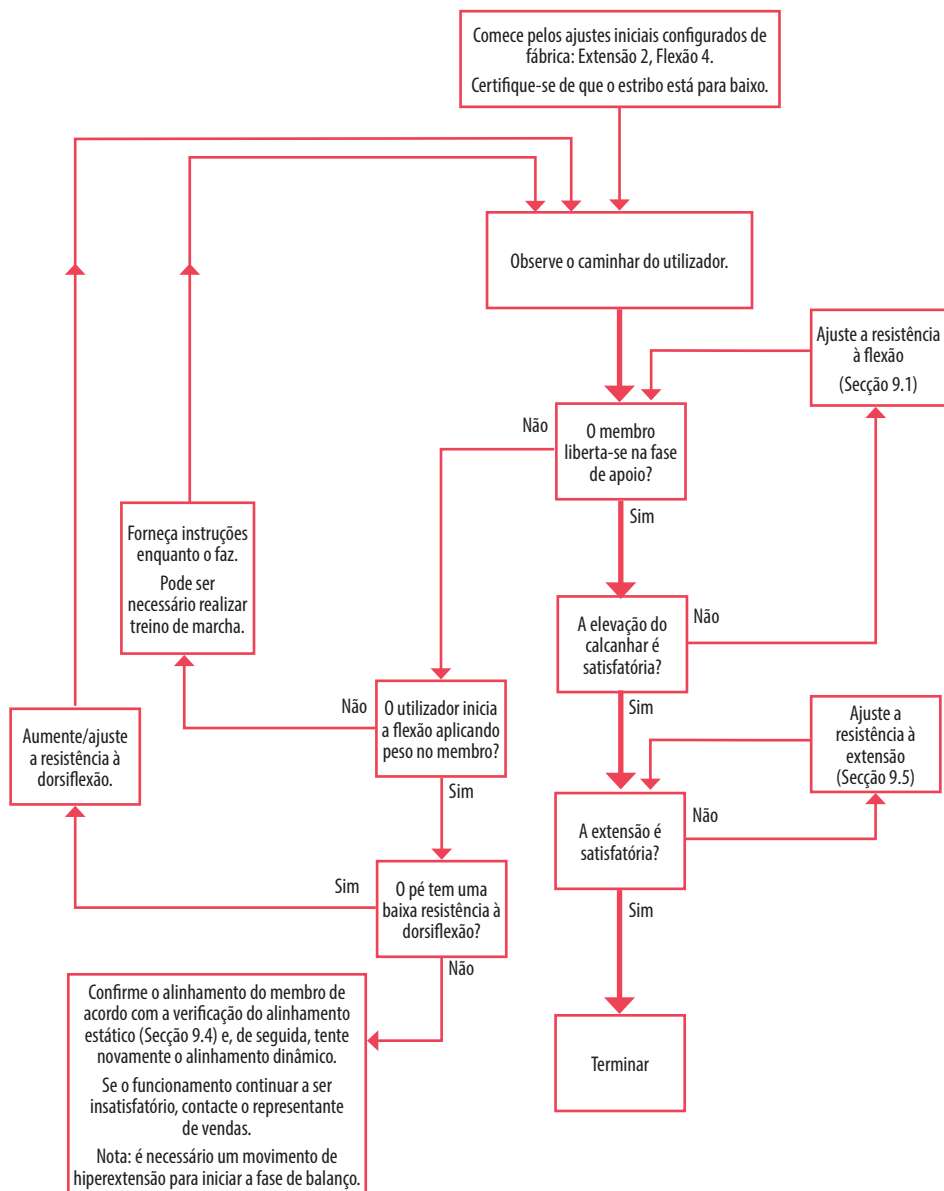 Comece pelos ajustes iniciais configurados de
fábrica: Extensão 2, Flexão 4.
Certifique-se de que o estribo está para baixo.
Observe o caminhar do utilizador.
Ajuste a resistência
à flexão
(Secção 9.1)
Não
O membro
liberta-se na fase
de apoio?
Sim
Forneça instruções
enquanto o faz.
Pode ser
necessário realizar
treino de marcha.
A elevação do
calcanhar é
satisfatória?
Não
Sim
Não
O utilizador inicia
a flexão aplicando
peso no membro?
Sim
Aumente/ajuste
a resistência à
dorsiflexão.
Ajuste a
resistência à
extensão
(Secção 9.5)
A extensão é
satisfatória?
Não
Sim
Sim
O pé tem uma
baixa resistência à
dorsiflexão?
Não
Confirme o alinhamento do membro de
acordo com a verificação do alinhamento
estático (Secção 9.4) e, de seguida, tente
novamente o alinhamento dinâmico.
Se o funcionamento continuar a ser
insatisfatório, contacte o representante
de vendas.
Nota: é necessário um movimento de
hiperextensão para iniciar a fase de balanço.
Terminar